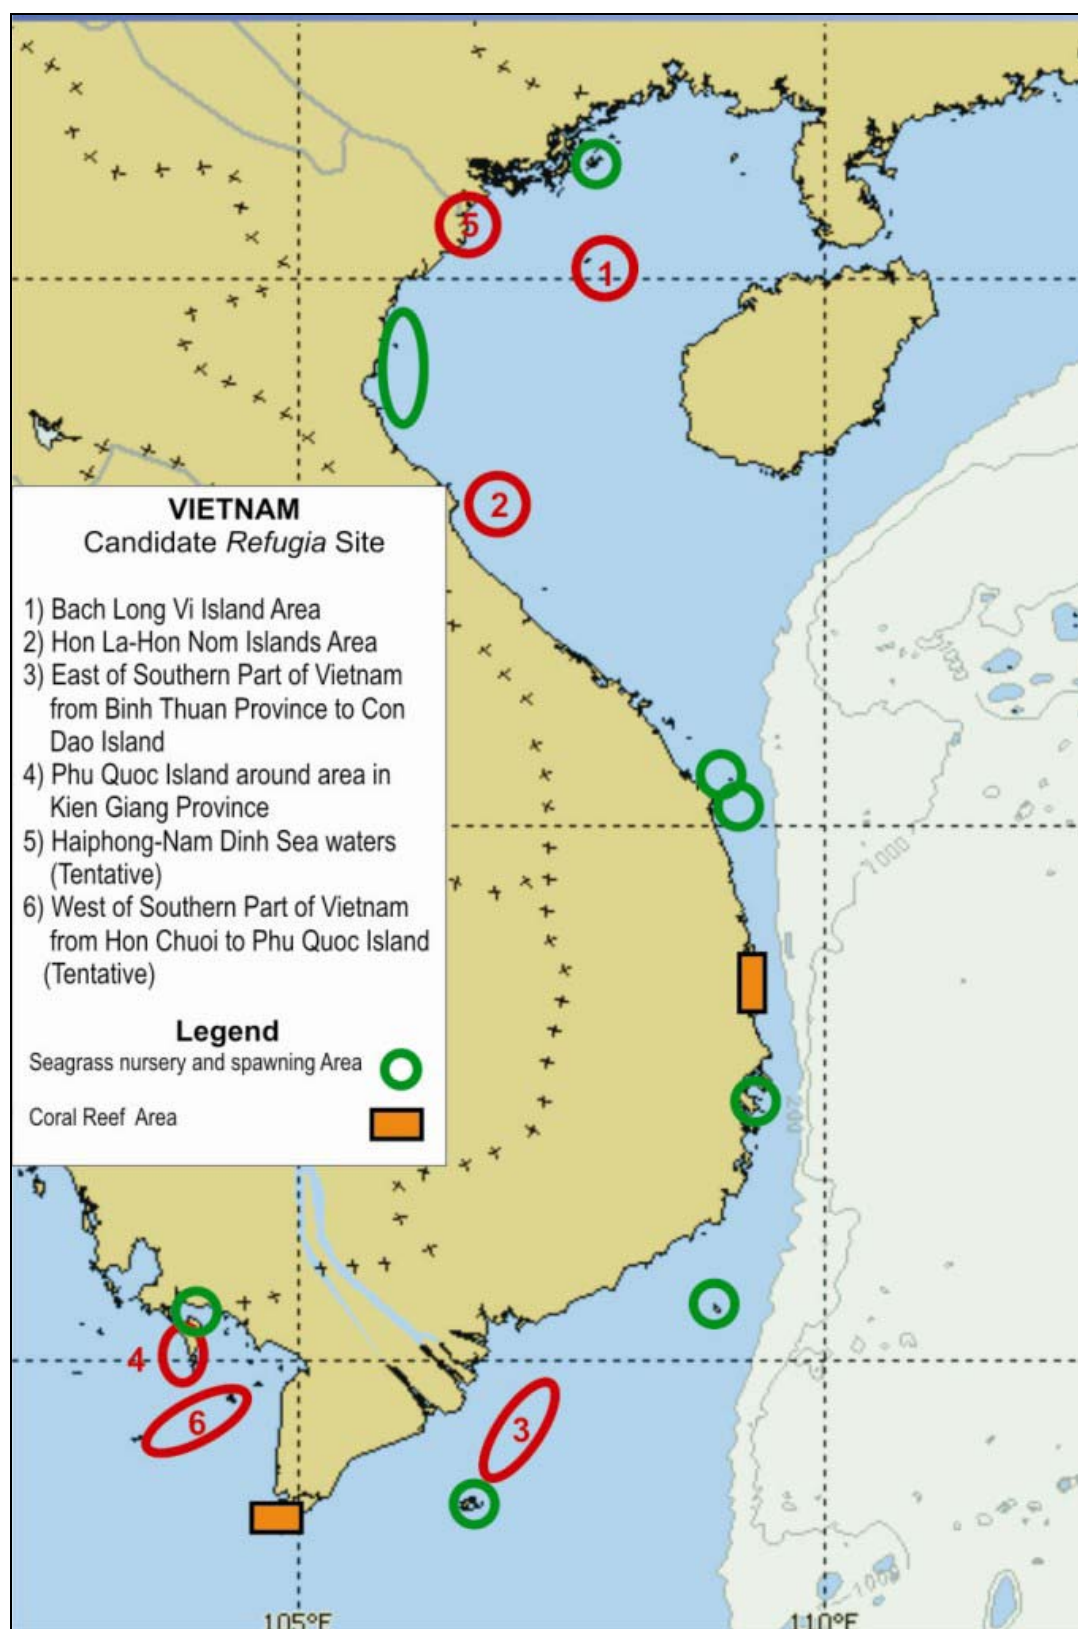 5
1
2
VIETNAM
Candidate Refugia Site
1) Bach Long Vi Island Area
2) Hon La-Hon Nom Islands Area
3) East of Southern Part of Vietnam
from Binh Thuan Province to Con
Dao Island
4) Phu Quoc Island around area in
Kien Giang Province
5) Haiphong-Nam Dinh Sea waters
(Tentative)
6) West of Southern Part of Vietnam
from Hon Chuoi to Phu Quoc Island
(Tentative)
Legend
Seagrass nursery and spawning Area
Coral Reef Area
1000
1000
200
4
6
3
1000
105°E
110°E